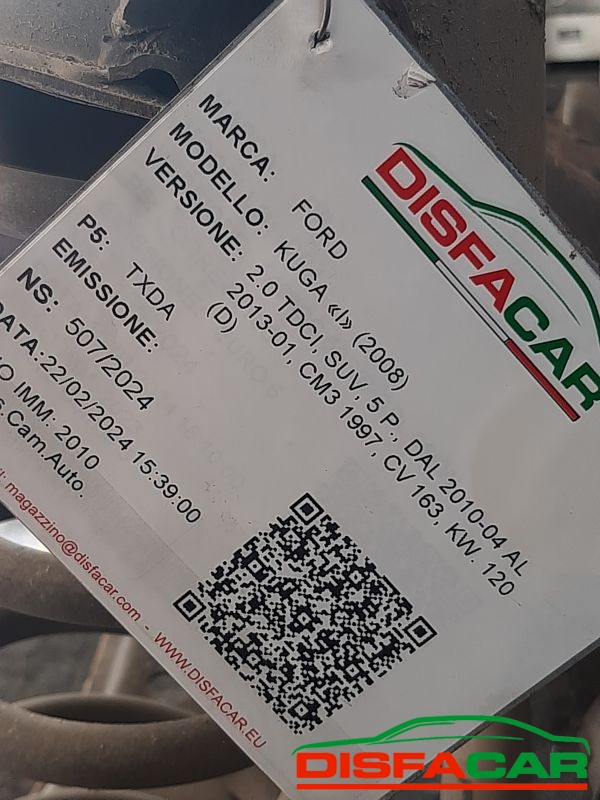 DISFACAR
MARCA: FORD
MODELLO: KUGA «I» (2008)
VERSIONE: 2.0 TDCI, SUV, 5 P., DAL 2010-04 AL
2013-01, CM3 1997, CV 163, KW. 120
(D)
P5: TXDA
EMISSIONE:
NS: 507/2024
DATA:22/02/2024 15:39:00
IMM: 2010
.Cam.Auto.
magazzino@disfacar.com - WWW.DISFACAR.EU
DISFACAR